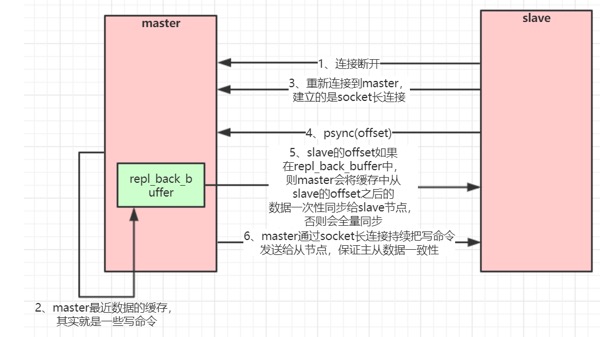 master
slave
1、连接断开
3、重新连接到master，
建立的是socket长连接
4、psync(offset)
5、slave的offset如果
在repl_back_buffer中，
则master会将缓存中从
slave的offset之后的
数据一次性同步给slave节点，
否则会全量同步
repl_back_b
uffer
6、master通过socket长连接持续把写命令
发送给从节点，保证主从数据一致性
2、master最近数据的缓存，
其实就是一些写命令